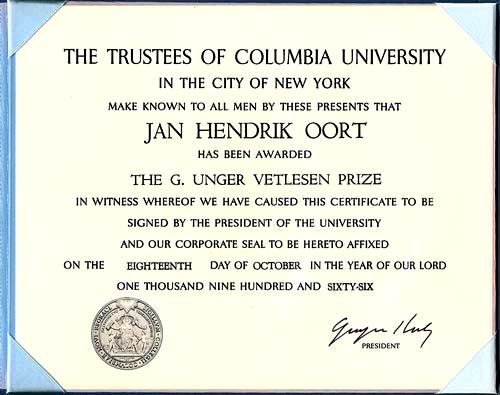 THE TRUSTEES OF COLUMBIA UNIVERSITY
IN THE CITY OF NEW YORK
MAKE KNOWN TO ALL MEN BY THESE PRESENTS THAT
JAN HENDRIK OORT
HAS BEEN AWARDED
THE G. UNGER VETLESEN PRIZE
IN WITNESS WHEREOF WE HAVE CAUSED THIS CERTIFICATE TO BE
SIGNED BY THE PRESIDENT OF THE UNIVERSITY
AND OUR CORPORATE SEAL TO BE HERETO AFFIXED
ON THE EIGHTEENTH DAY OF OCTOBER IN THE YEAR OF OUR LORD
ONE THOUSAND NINE HUNDRED AND SIXTY-SIX
PRESIDENT